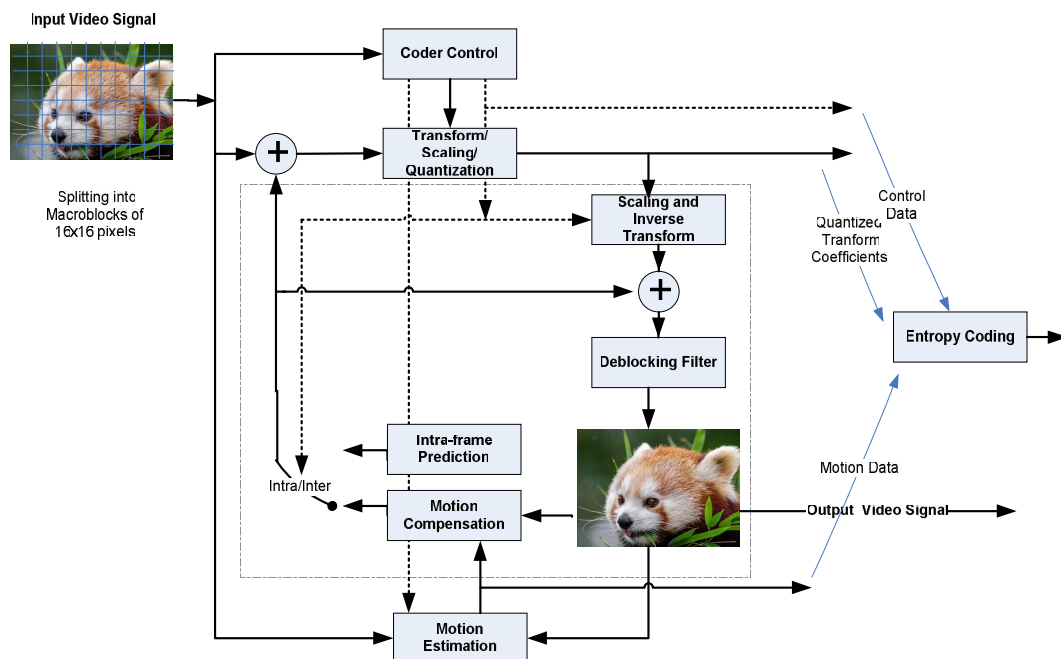 Input Video Signal
Coder Control
Transform/
Scaling/
Quantization
Splitting into
Macroblocks of
16x16 pixels
Scaling and
Inverse
Transform
Control
Data
Quantized
Tranform
Coefficients
Entropy Coding
Deblocking Filter
Intra-frame
Prediction
Intra/Inter
Motion
Compensation
Motion Data
Output Video Signal
Motion
Estimation